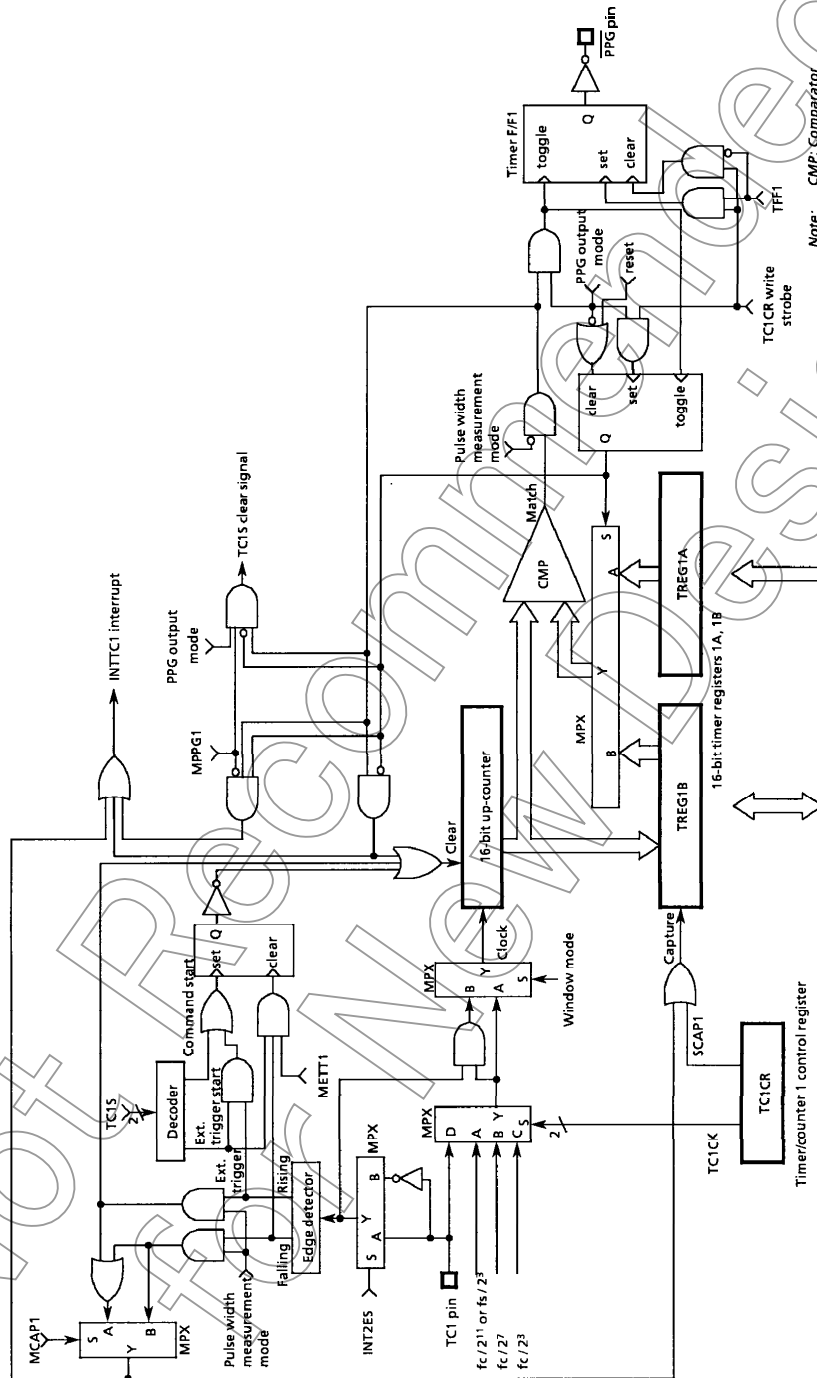 PPG pin
Timer F/F1
toggle
Q
set
clear
TFF1
Note: CMP: Comparator
PPG output
mode
reset
TC1CR write
strobe
Pulse width
measurement
mode
clear
set
Q
toggle
Match
CMP
S
A
Y
MPX
B
TREG1A
TREG1B
16-bit timer registers 1A, 1B
TC1S clear signal
PPG output
mode
INTTC1 interrupt
MPPG1
Clear
16-bit up-counter
Capture
SCAP1
Command start
set
Q
clear
MPX
B
Y
A
S
Clock
Window mode
TC1S
2
Decoder
Ext.
trigger start
METT1
Ext.
trigger
Rising
Falling
Edge detector
MPX
B
Y
A
S
INT2ES
MPX
D
A
B
Y
C
S
2
TC1CK
TC1CR
Timer/counter 1 control register
TC1 pin
fc / 2¹¹ or fs / 2³
fc / 2⁷
fc / 2³
MCAP1
S
A
B
Y
MPX
Pulse width
measurement
mode
Not Recommended
for New Design